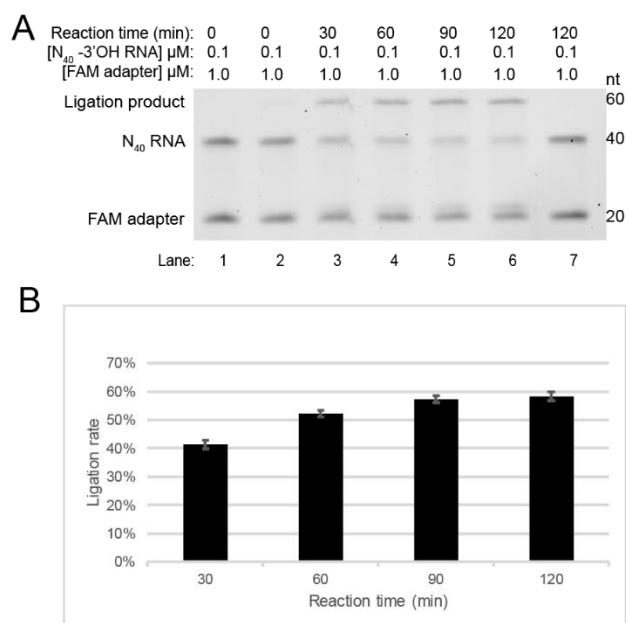 A
Reaction time (min): 0 0 30 60 90 120 120
[N40 -3'OH RNA] µM 0.1 0.1 0.1 0.1 0.1 0.1 0.1
[FAM adapter] µM 1.0 1.0 1.0 1.0 1.0 1.0 1.0
nt
Ligation product 60
N40 RNA 40
FAM adapter 20
Lane: 1 2 3 4 5 6 7
B
70%
60%
50%
40%
30%
20%
10%
0%
Ligation rate
30 60 90 120
Reaction time (min)